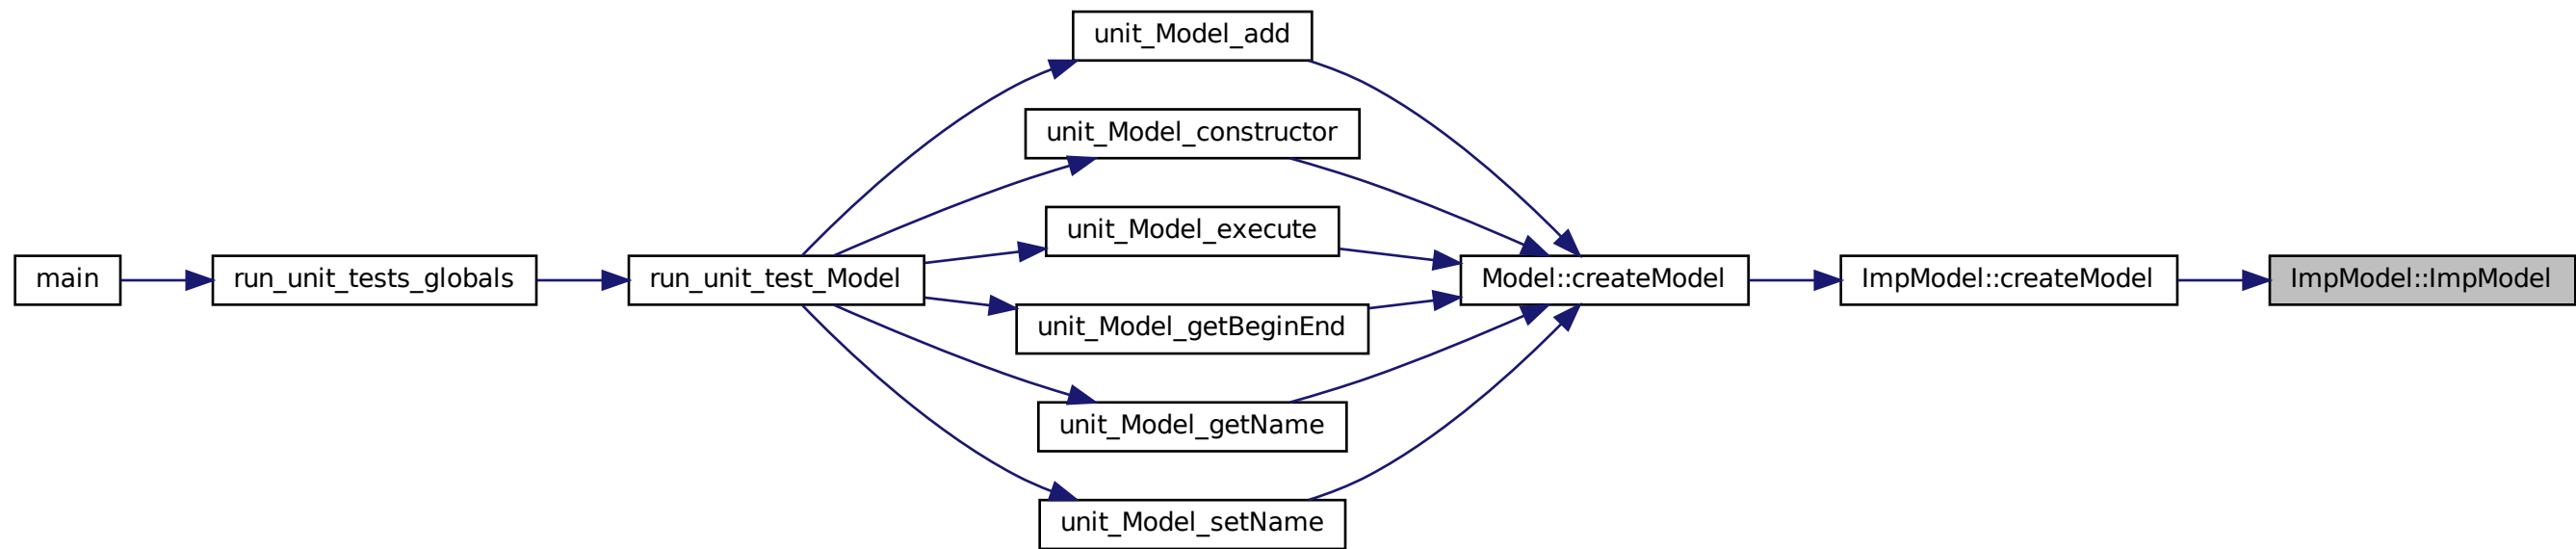 unit_Model_add
unit_Model_constructor
unit_Model_execute
main
run_unit_tests_globals
run_unit_test_Model
Model::createModel
ImpModel::createModel
ImpModel::ImpModel
unit_Model_getBeginEnd
unit_Model_getName
unit_Model_setName